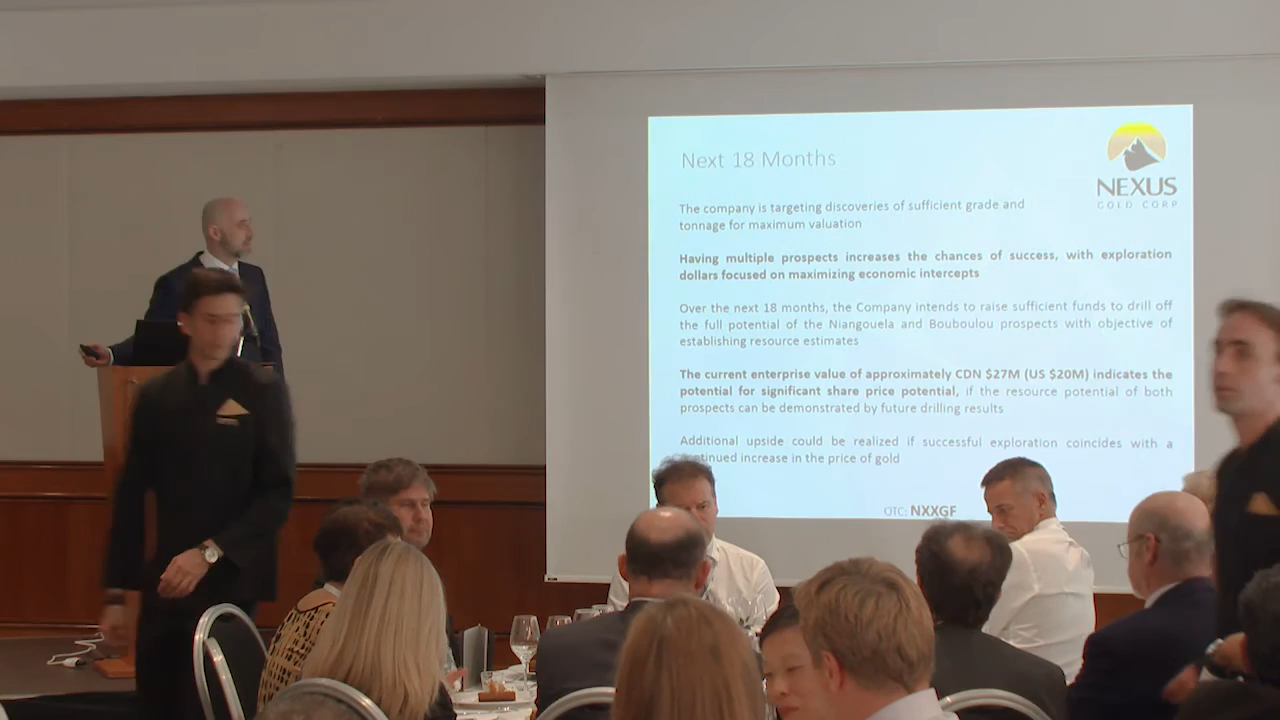 Next 18 Months
NEXUS
GOLD CORP
The company is targeting discoveries of sufficient grade and
tonnage for maximum valuation
Having multiple prospects increases the chances of success, with exploration
dollars focused on maximizing economic intercepts
Over the next 18 months, the Company intends to raise sufficient funds to drill off
the full potential of the Niangouela and Bouboulou prospects with objective of
establishing resource estimates
The current enterprise value of approximately CDN $27M (US $20M) indicates the
potential for significant share price potential, if the resource potential of both
prospects can be demonstrated by future drilling results
Additional upside could be realized if successful exploration coincides with a
continued increase in the price of gold
OTC: NXXGF